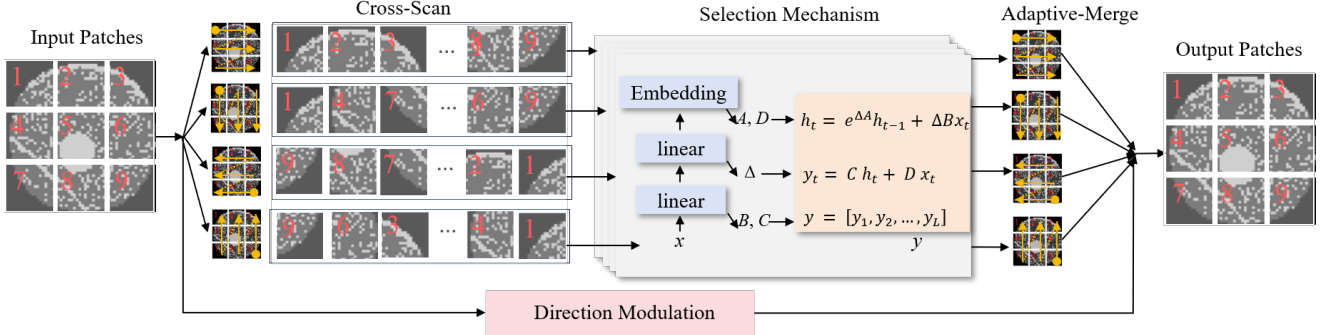 Cross-Scan
Selection Mechanism
Adaptive-Merge
Input Patches
Output Patches
1 2 3
4 5 6
7 8 9
1 2 3 ... 8 9
1 4 7 ... 6 9
9 8 7 ... 2 1
9 6 3 ... 4 1
Embedding
linear
linear
x
A, D
Δ
B, C
h_t = e^{ΔA} h_{t-1} + ΔB x_t
y_t = C h_t + D x_t
y = [y_1, y_2, ..., y_L]
y
1 2 3
4 5 6
7 8 9
Direction Modulation